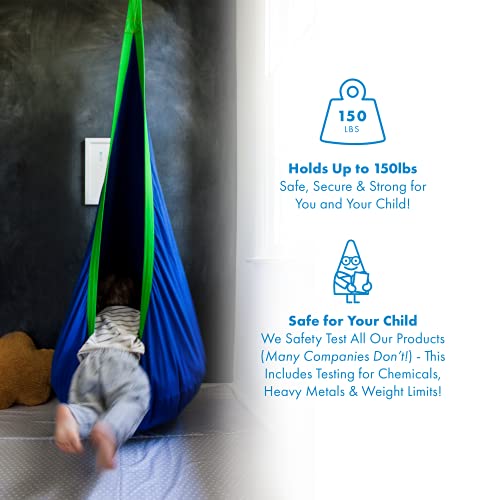 150
LBS
Holds Up to 150lbs
Safe, Secure & Strong for
You and Your Child!
Safe for Your Child
We Safety Test All Our Products
(Many Companies Don't!) - This
Includes Testing for Chemicals,
Heavy Metals & Weight Limits!